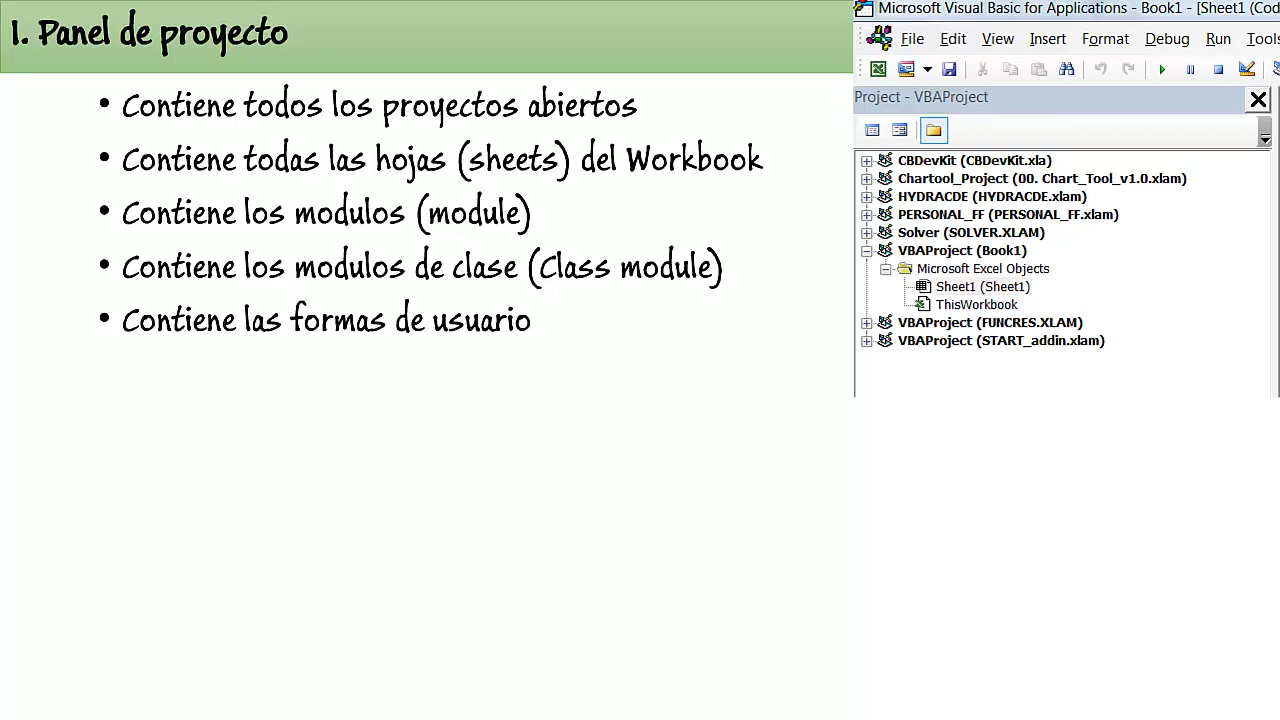 1. Panel de proyecto
• Contiene todos los proyectos abiertos
• Contiene todas las hojas (sheets) del Workbook
• Contiene los modulos (module)
• Contiene los modulos de clase (Class module)
• Contiene las formas de usuario
Microsoft Visual Basic for Applications - Book1 - [Sheet1 (Cod
File Edit View Insert Format Debug Run Tools
Project - VBAProject
CBDevKit (CBDevKit.xla)
Chartool_Project (00. Chart_Tool_v1.0.xlam)
HYDRACDE (HYDRACDE.xlam)
PERSONAL_FF (PERSONAL_FF.xlam)
Solver (SOLVER.XLAM)
VBAProject (Book1)
Microsoft Excel Objects
Sheet1 (Sheet1)
ThisWorkbook
VBAProject (FUNCRES.XLAM)
VBAProject (START_addin.xlam)